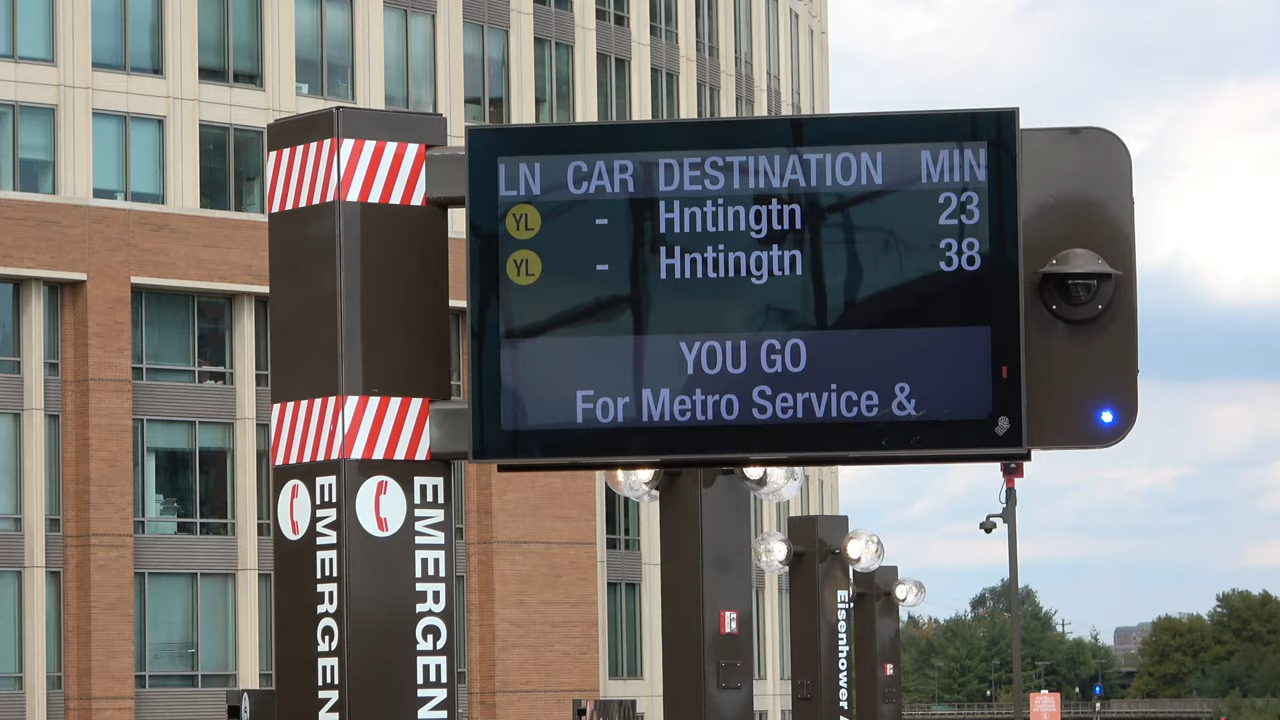 LN CAR DESTINATION MIN
YL - Hntingtn 23
YL - Hntingtn 38
YOU GO
For Metro Service &
EMERGEN
EMERGEN
Eisenhower A